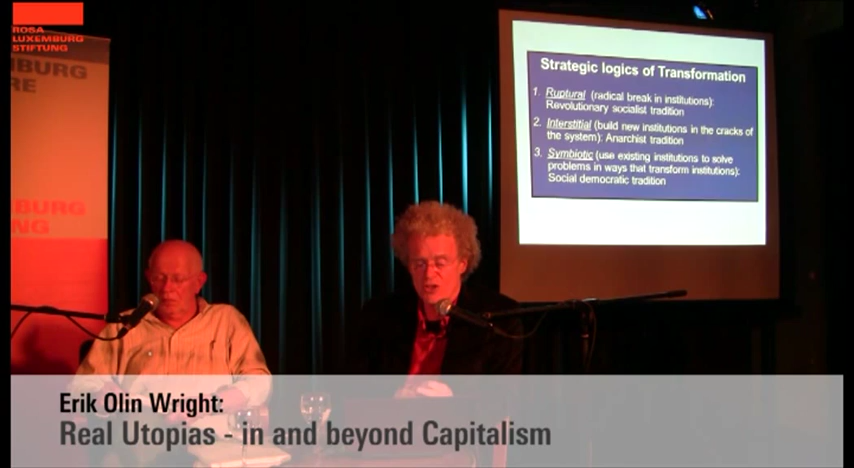 ROSA
LUXEMBURG
STIFTUNG
BURG
RE
BURG
NG
Strategic logics of Transformation
1. Ruptural (radical break in institutions):
Revolutionary socialist tradition
2. Interstitial (build new institutions in the cracks of
the system): Anarchist tradition
3. Symbiotic (use existing institutions to solve
problems in ways that transform institutions):
Social democratic tradition
Erik Olin Wright:
Real Utopias - in and beyond Capitalism